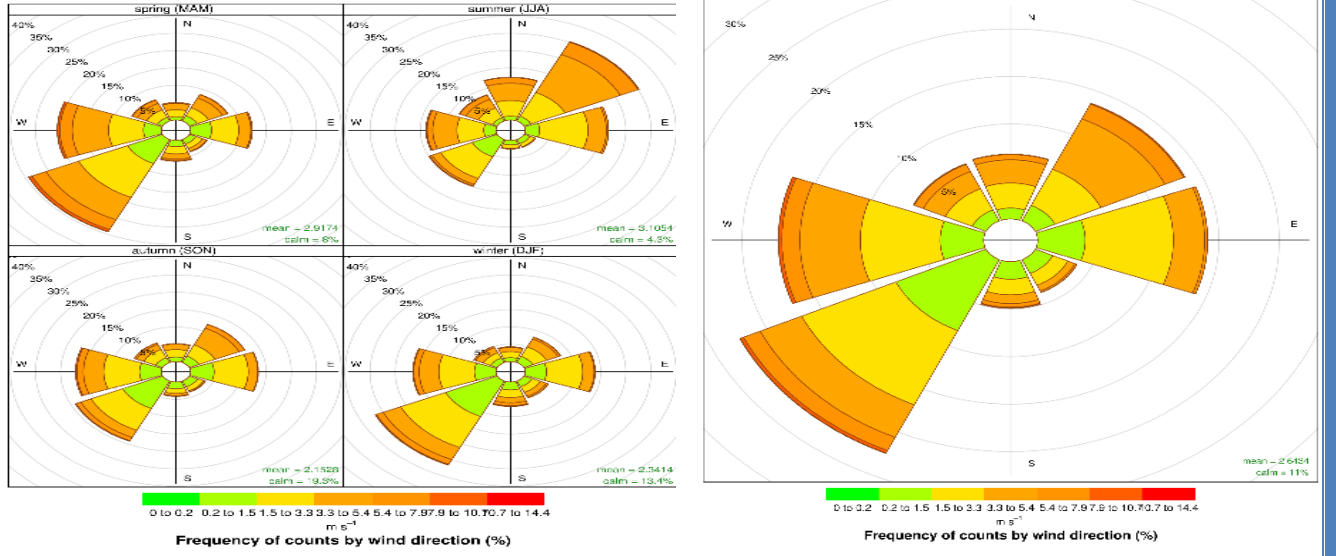 spring (MAM)
40%
35%
30%
25%
20%
15%
10%
5%
N
W
E
S
mean = 2.9174
calm = 6%
summer (JJA)
40%
35%
30%
25%
20%
15%
10%
5%
N
W
E
S
mean = 3.1054
calm = 4.3%
autumn (SON)
40%
35%
30%
25%
20%
15%
10%
5%
N
W
E
S
mean = 2.1528
calm = 19.3%
winter (DJF)
40%
35%
30%
25%
20%
15%
10%
5%
N
W
E
S
mean = 2.3414
calm = 13.4%
0 to 0.2 0.2 to 1.5 1.5 to 3.3 3.3 to 5.4 5.4 to 7.9 7.9 to 10.7 10.7 to 14.4
m s⁻¹
Frequency of counts by wind direction (%)
30%
25%
20%
15%
10%
5%
N
W
E
S
mean = 2.6434
calm = 11%
0 to 0.2 0.2 to 1.5 1.5 to 3.3 3.3 to 5.4 5.4 to 7.9 7.9 to 10.7 10.7 to 14.4
m s⁻¹
Frequency of counts by wind direction (%)